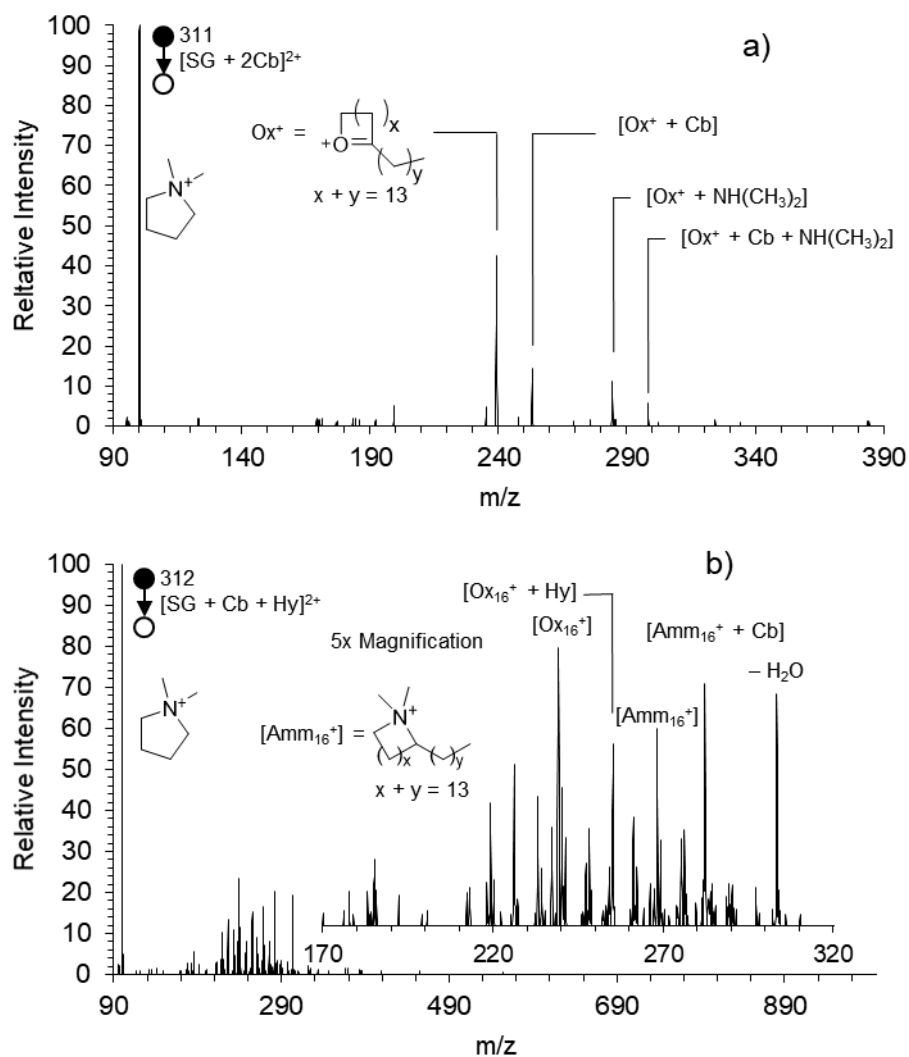 a)
100
90
80
70
60
50
40
30
20
10
0
Reltative Intensity
311
[SG + 2Cb]²⁺
Ox⁺ =
⁺O
x
y
x + y = 13
N⁺
[Ox⁺ + Cb]
[Ox⁺ + NH(CH₃)₂]
[Ox⁺ + Cb + NH(CH₃)₂]
90 140 190 240 290 340 390
m/z
b)
100
90
80
70
60
50
40
30
20
10
0
Relative Intensity
312
[SG + Cb + Hy]²⁺
5x Magnification
N⁺
[Amm₁₆⁺] =
N⁺
x
y
x + y = 13
[Ox₁₆⁺ + Hy]
[Ox₁₆⁺]
[Amm₁₆⁺ + Cb]
– H₂O
[Amm₁₆⁺]
170 220 270 320
90 290 490 690 890
m/z